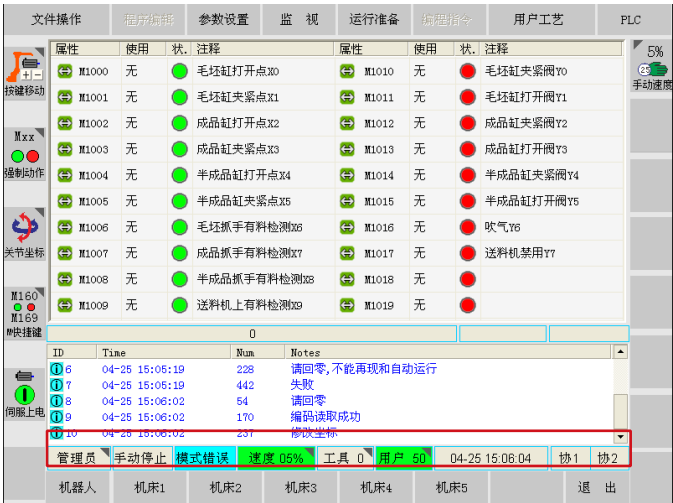 文件操作 程序编辑 参数设置 监 视 运行准备 编程指令 用户工艺 PLC
按键移动
Mxx
强制动作
关节坐标
M160
M169
M快捷键
伺服上电
5%
25
手动速度
属性 使用 状. 注释 属性 使用 状. 注释
M1000 无 毛坯缸打开点X0 M1010 无 毛坯缸夹紧阀Y0
M1001 无 毛坯缸夹紧点X1 M1011 无 毛坯缸打开阀Y1
M1002 无 成品缸打开点X2 M1012 无 成品缸夹紧阀Y2
M1003 无 成品缸夹紧点X3 M1013 无 成品缸打开阀Y3
M1004 无 半成品缸打开点X4 M1014 无 半成品缸夹紧阀Y4
M1005 无 半成品缸夹紧点X5 M1015 无 半成品缸打开阀Y5
M1006 无 毛坯抓手有料检测X6 M1016 无 吹气Y6
M1007 无 成品抓手有料检测X7 M1017 无 送料机禁用Y7
M1008 无 半成品抓手有料检测X8 M1018 无
M1009 无 送料机上有料检测X9 M1019 无
0
ID Time Num Notes
6 04-25 15:05:19 228 请回零,不能再现和自动运行
7 04-25 15:05:19 442 失败
8 04-25 15:06:02 54 请回零
9 04-25 15:06:02 170 编码读取成功
10 04-25 15:06:02 237 修改坐标
管理员 手动停止 模式错误 速度 05% 工具 0 用户 50 04-25 15:06:04 协1 协2
机器人 机床1 机床2 机床3 机床4 机床5 退 出